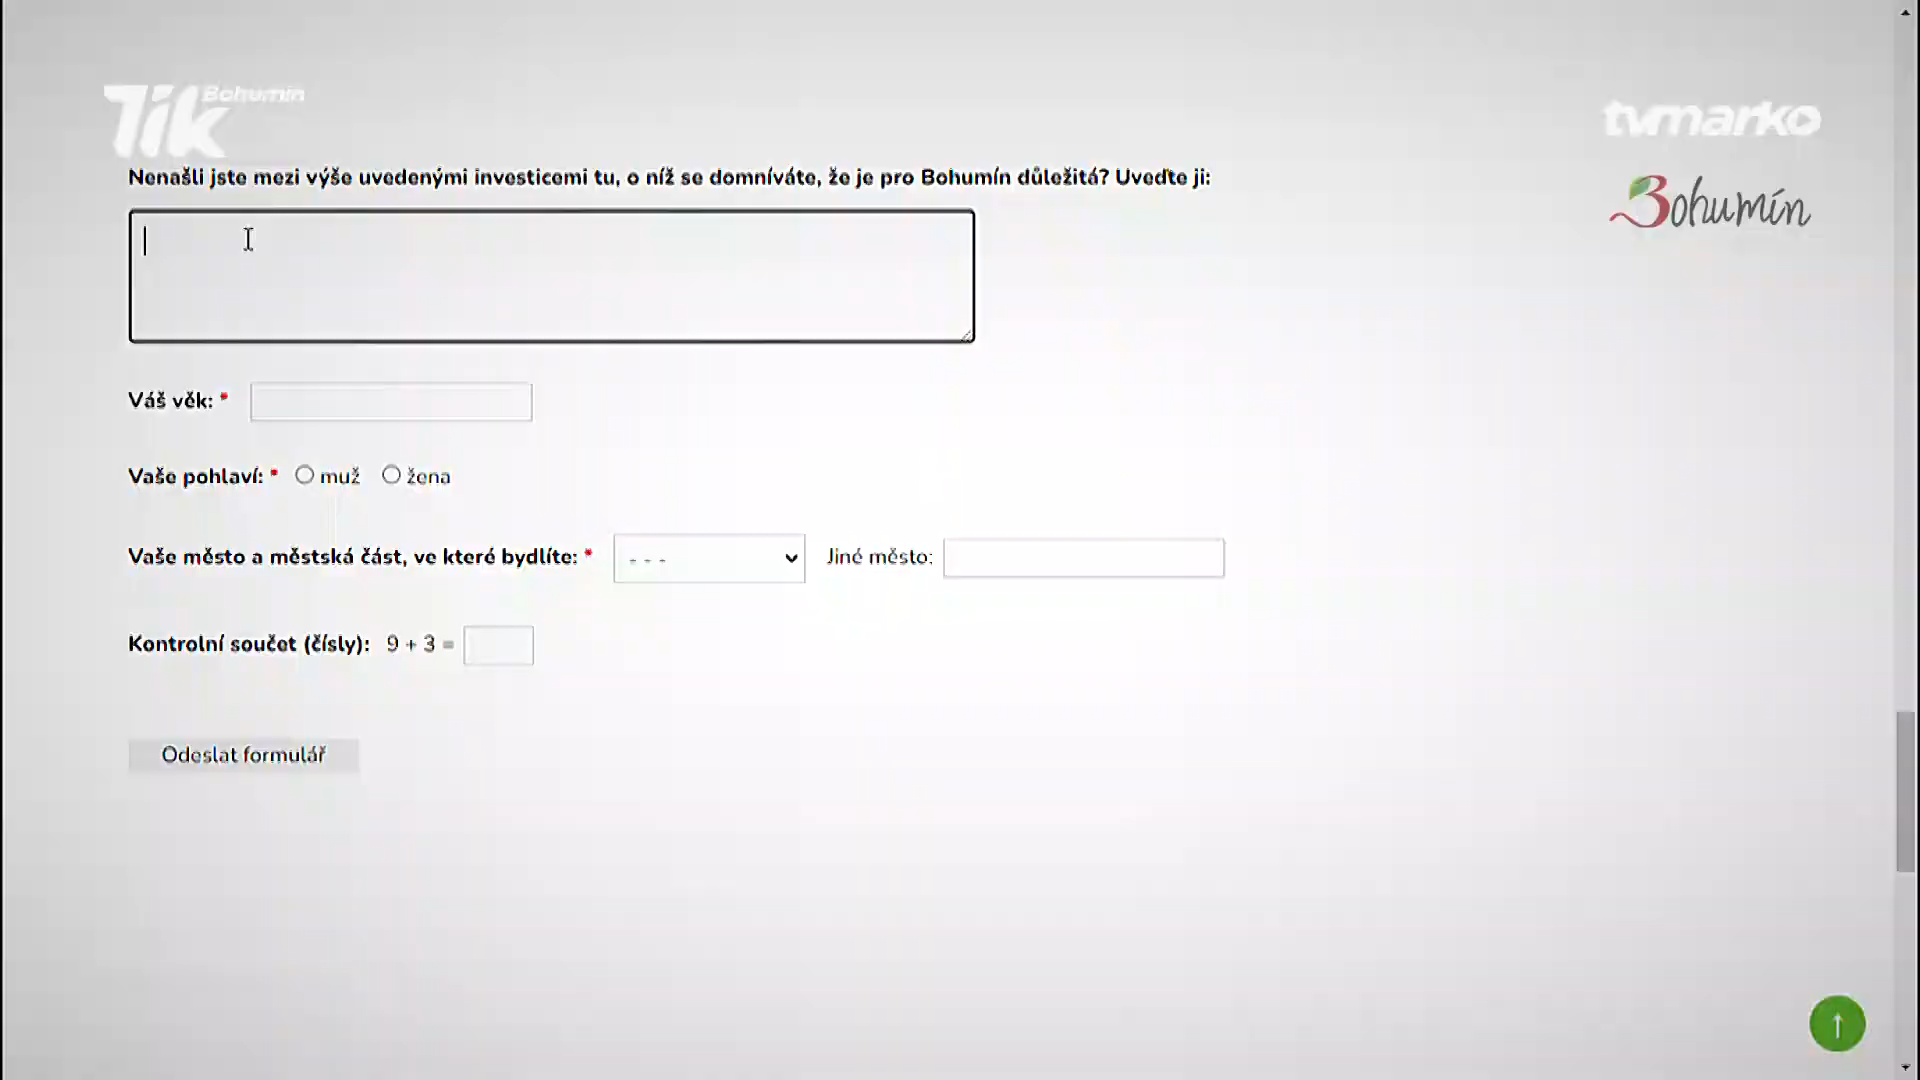 Tik Bohumín
tvmarko
Nenašli jste mezi výše uvedenými investicemi tu, o níž se domníváte, že je pro Bohumín důležitá? Uveďte ji:
Bohumín
Váš věk: *
Vaše pohlaví: * muž žena
Vaše město a městská část, ve které bydlíte: * - - - Jiné město:
Kontrolní součet (čísly): 9 + 3 =
Odeslat formulář